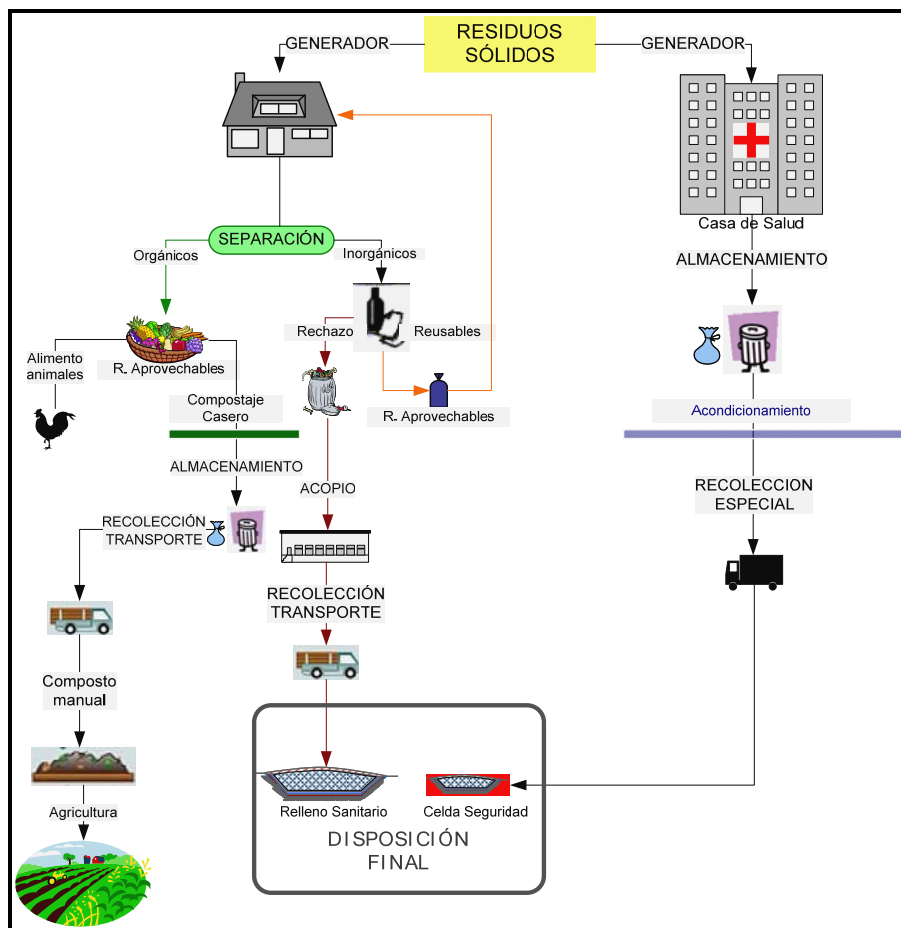 RESIDUOS
SÓLIDOS
GENERADOR
GENERADOR
Casa de Salud
SEPARACIÓN
Orgánicos
Inorgánicos
ALMACENAMIENTO
Rechazo
Reusables
Alimento
animales
R. Aprovechables
Compostaje
Casero
R. Aprovechables
Acondicionamiento
ALMACENAMIENTO
ACOPIO
RECOLECCION
ESPECIAL
RECOLECCIÓN
TRANSPORTE
RECOLECCIÓN
TRANSPORTE
Composto
manual
Agricultura
Relleno Sanitario
Celda Seguridad
DISPOSICIÓN
FINAL